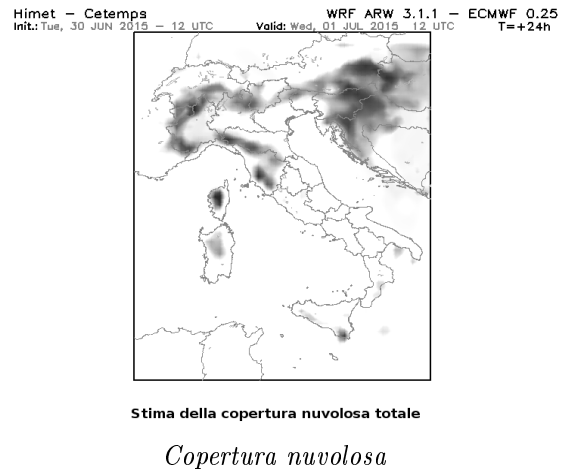 Himet – Cetemps WRF ARW 3.1.1 – ECMWF 0.25
Init.: Tue, 30 JUN 2015 – 12 UTC Valid: Wed, 01 JUL 2015 12 UTC T=+24h
Stima della copertura nuvolosa totale
Copertura nuvolosa